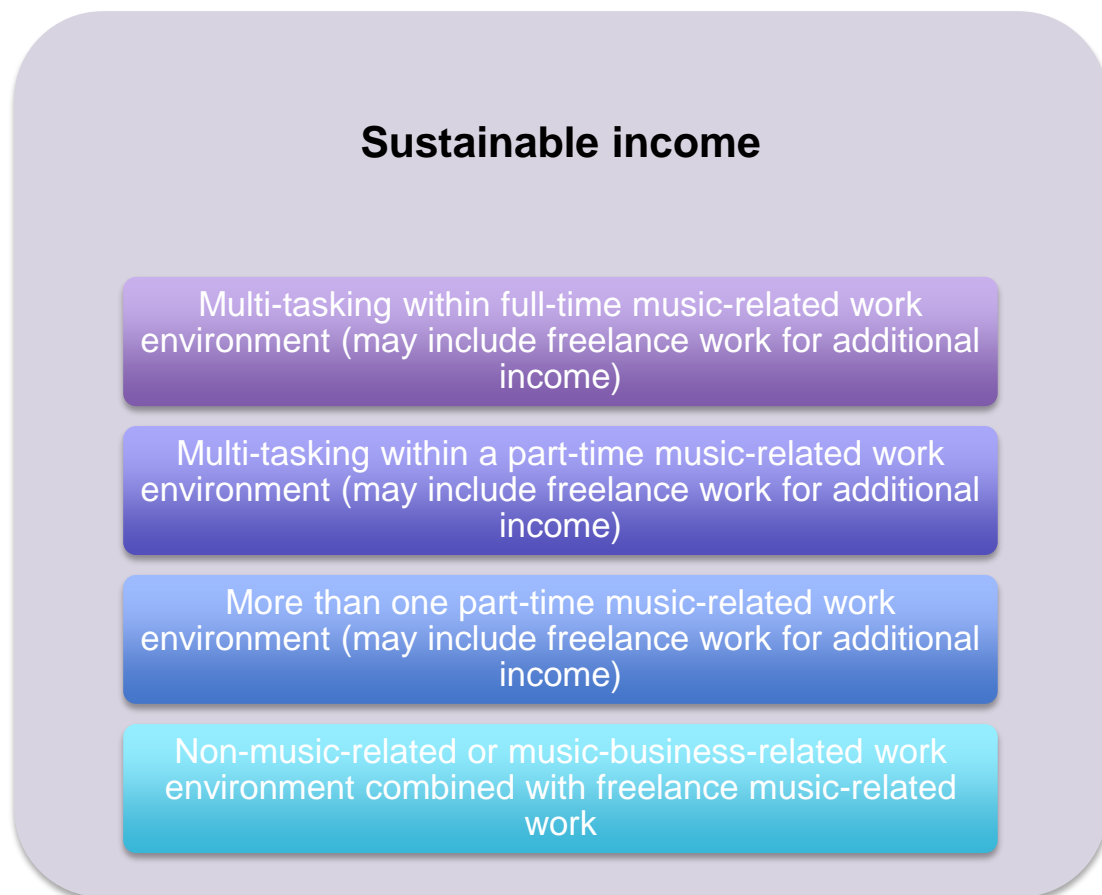 Sustainable income
Multi-tasking within full-time music-related work
environment (may include freelance work for additional
income)
Multi-tasking within a part-time music-related work
environment (may include freelance work for additional
income)
More than one part-time music-related work
environment (may include freelance work for additional
income)
Non-music-related or music-business-related work
environment combined with freelance music-related
work